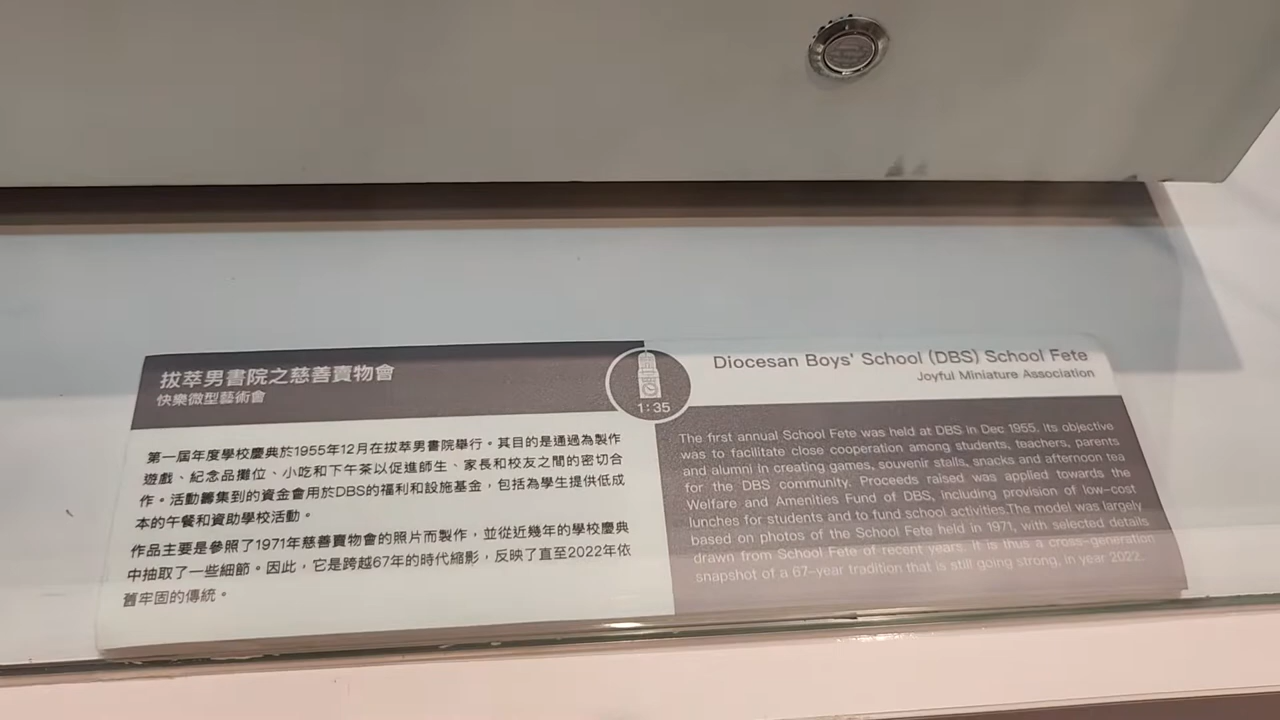 拔萃男書院之慈善賣物會
快樂微型藝術會
第一屆年度學校慶典於1955年12月在拔萃男書院舉行。其目的是通過為製作
遊戲、紀念品攤位、小吃和下午茶以促進師生、家長和校友之間的密切合
作。活動籌集到的資金會用於DBS的福利和設施基金，包括為學生提供低成
本的午餐和資助學校活動。
作品主要是參照了1971年慈善賣物會的照片而製作，並從近幾年的學校慶典
中抽取了一些細節。因此，它是跨越67年的時代縮影，反映了直至2022年依
舊牢固的傳統。
1:35
Diocesan Boys' School (DBS) School Fete
Joyful Miniature Association
The first annual School Fete was held at DBS in Dec 1955. Its objective
was to facilitate close cooperation among students, teachers, parents
and alumni in creating games, souvenir stalls, snacks and afternoon tea
for the DBS community. Proceeds raised was applied towards the
Welfare and Amenities Fund of DBS, including provision of low-cost
lunches for students and to fund school activities.The model was largely
based on photos of the School Fete held in 1971, with selected details
drawn from School Fete of recent years. It is thus a cross-generation
snapshot of a 67-year tradition that is still going strong, in year 2022.